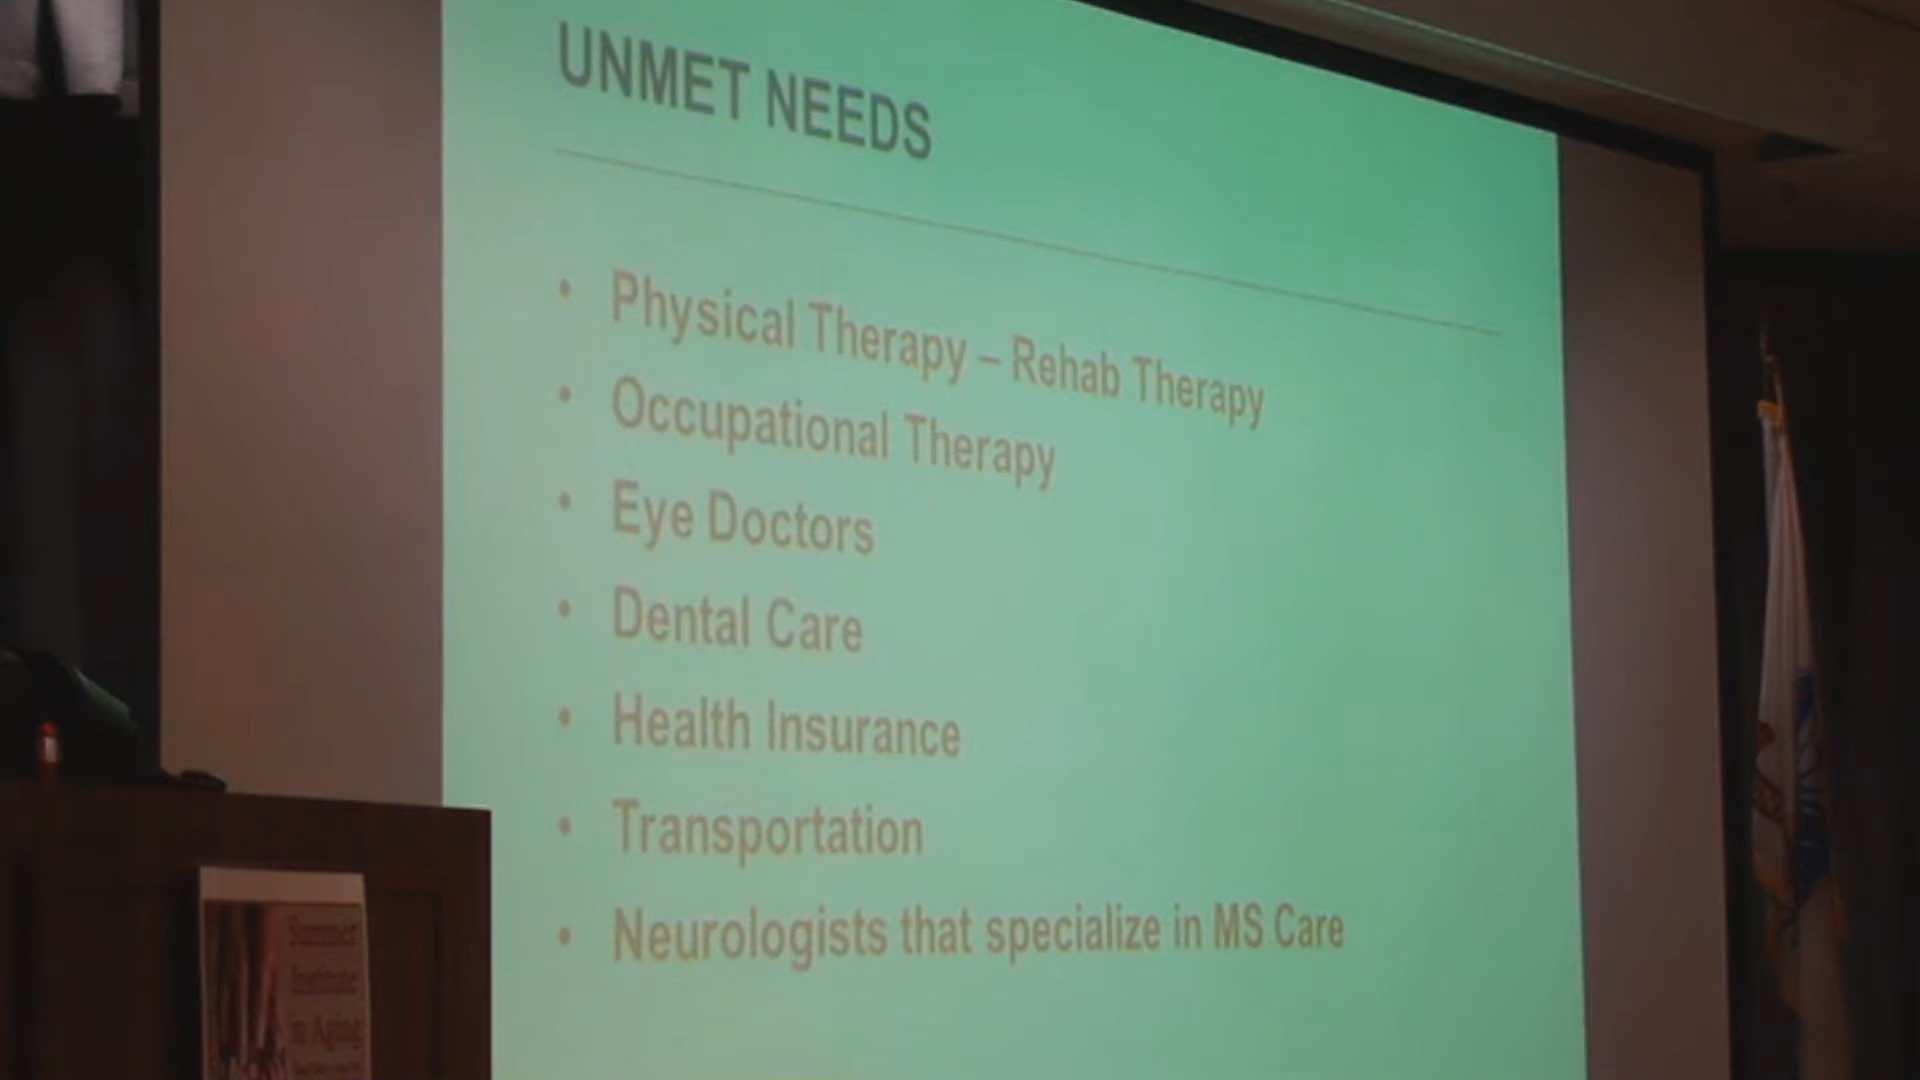 UNMET NEEDS
• Physical Therapy – Rehab Therapy
• Occupational Therapy
• Eye Doctors
• Dental Care
• Health Insurance
• Transportation
• Neurologists that specialize in MS Care
Summer
Institute
in Aging